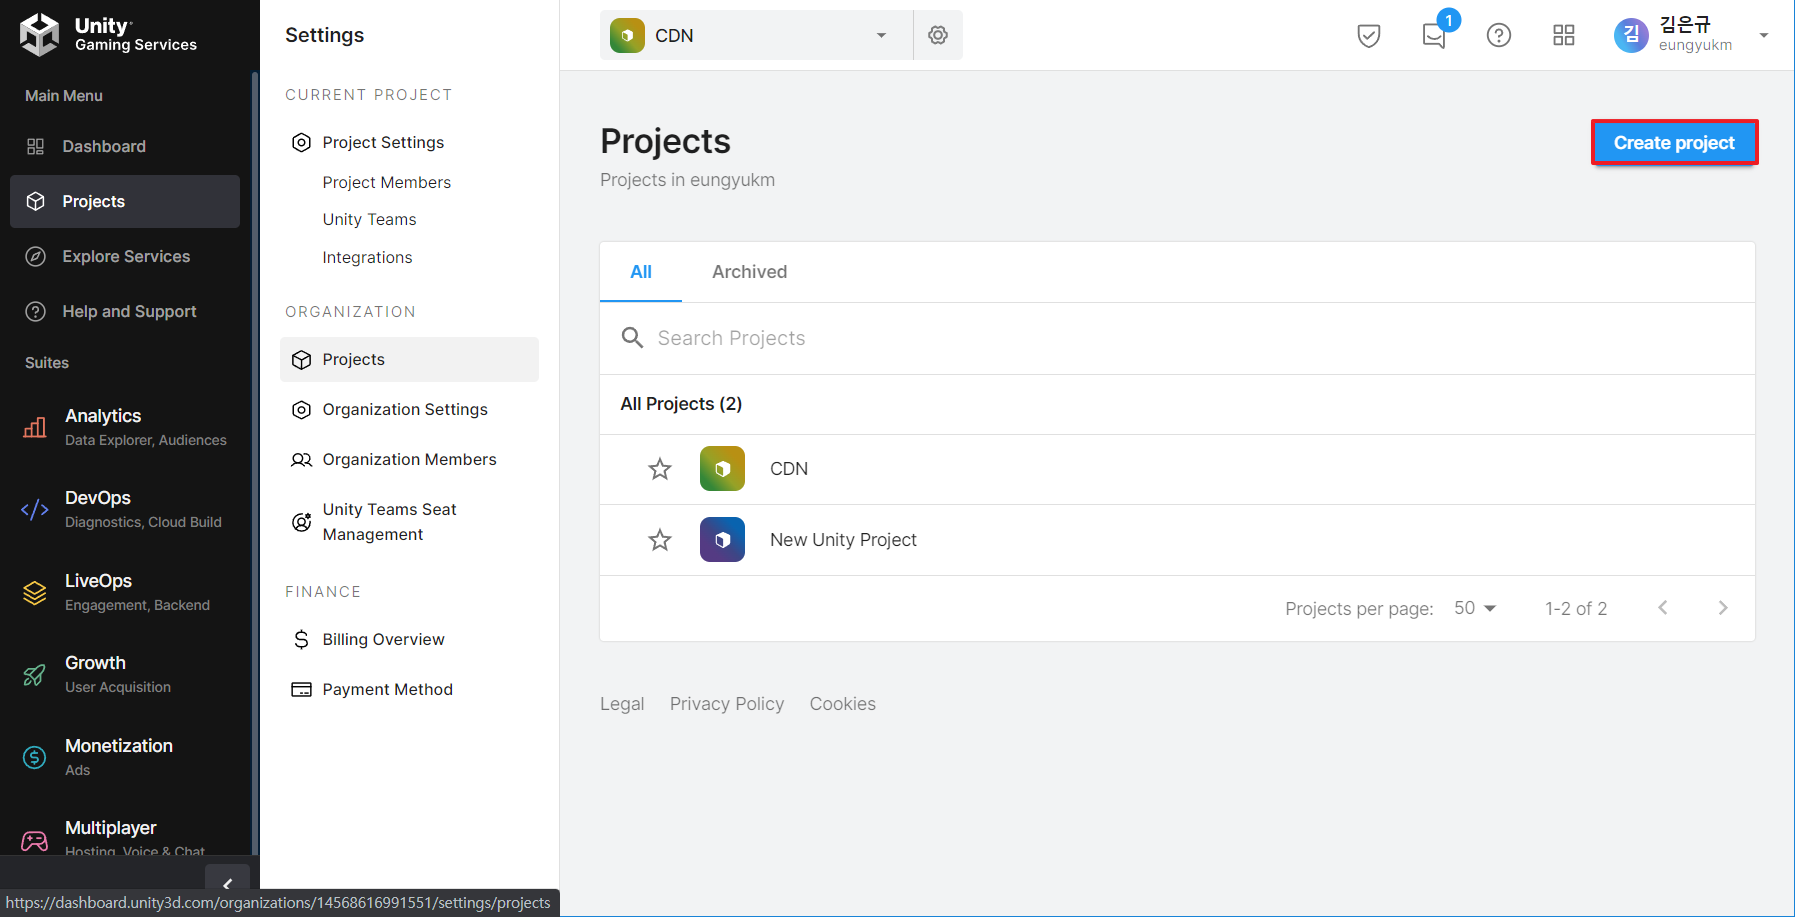 Unity
Gaming Services
Main Menu
Dashboard
Projects
Explore Services
Help and Support
Suites
Analytics
Data Explorer, Audiences
DevOps
Diagnostics, Cloud Build
LiveOps
Engagement, Backend
Growth
User Acquisition
Monetization
Ads
Multiplayer
Hosting, Voice & Chat
https://dashboard.unity3d.com/organizations/14568616991551/settings/projects
Settings
CURRENT PROJECT
Project Settings
Project Members
Unity Teams
Integrations
ORGANIZATION
Projects
Organization Settings
Organization Members
Unity Teams Seat
Management
FINANCE
Billing Overview
Payment Method
CDN
1
김
김은규
eungyukm
Projects
Create project
Projects in eungyukm
All
Archived
Search Projects
All Projects (2)
CDN
New Unity Project
Projects per page: 50
1-2 of 2
Legal
Privacy Policy
Cookies